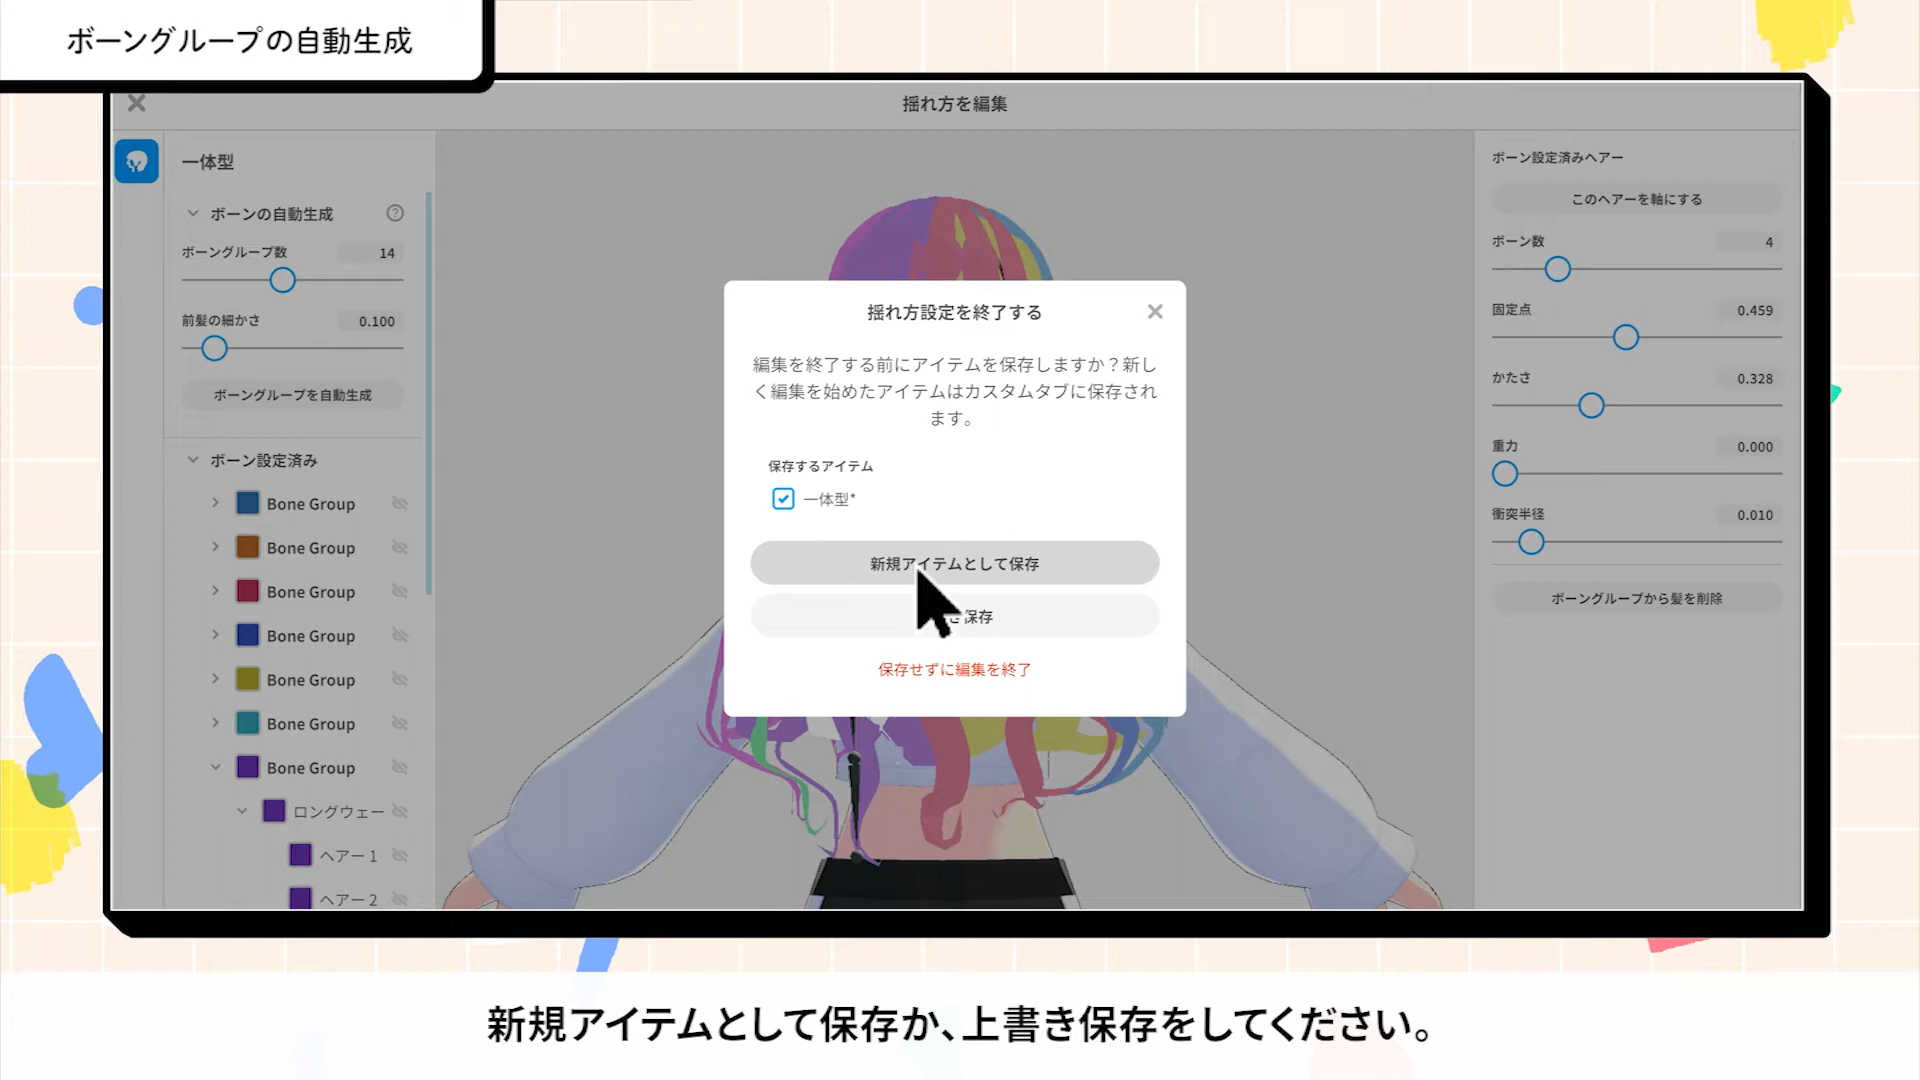 ボーングループの自動生成
揺れ方を編集
一体型
ボーンの自動生成
ボーングループ数
14
前髪の細かさ
0.100
ボーングループを自動生成
ボーン設定済み
Bone Group
Bone Group
Bone Group
Bone Group
Bone Group
Bone Group
Bone Group
ロングウェー
ヘアー 1
ヘアー 2
揺れ方設定を終了する
編集を終了する前にアイテムを保存しますか？新し
く編集を始めたアイテムはカスタムタブに保存され
ます。
保存するアイテム
一体型*
新規アイテムとして保存
き保存
保存せずに編集を終了
ボーン設定済みヘアー
このヘアーを軸にする
ボーン数
4
固定点
0.459
かたさ
0.328
重力
0.000
衝突半径
0.010
ボーングループから髪を削除
新規アイテムとして保存か、上書き保存をしてください。